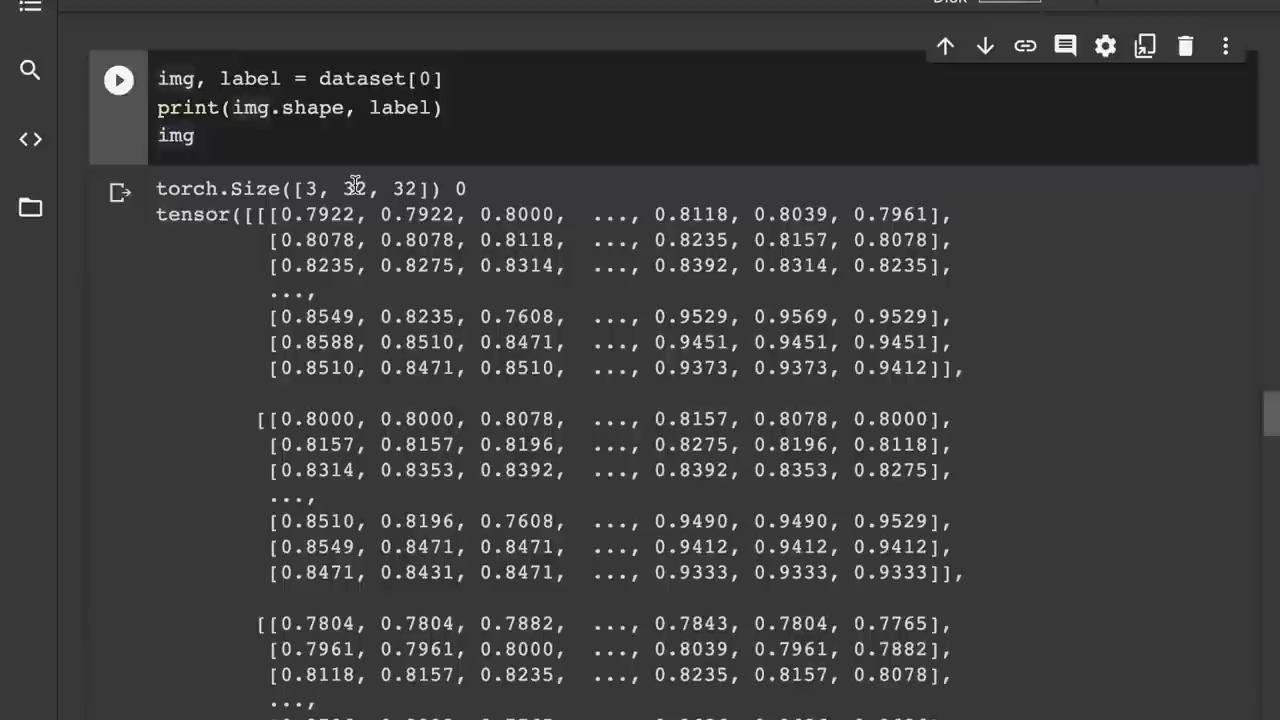 Disk
img, label = dataset[0]
print(img.shape, label)
img
torch.Size([3, 32, 32]) 0
tensor([[[0.7922, 0.7922, 0.8000,  ..., 0.8118, 0.8039, 0.7961],
[0.8078, 0.8078, 0.8118,  ..., 0.8235, 0.8157, 0.8078],
[0.8235, 0.8275, 0.8314,  ..., 0.8392, 0.8314, 0.8235],
...,
[0.8549, 0.8235, 0.7608,  ..., 0.9529, 0.9569, 0.9529],
[0.8588, 0.8510, 0.8471,  ..., 0.9451, 0.9451, 0.9451],
[0.8510, 0.8471, 0.8510,  ..., 0.9373, 0.9373, 0.9412]],
[[0.8000, 0.8000, 0.8078,  ..., 0.8157, 0.8078, 0.8000],
[0.8157, 0.8157, 0.8196,  ..., 0.8275, 0.8196, 0.8118],
[0.8314, 0.8353, 0.8392,  ..., 0.8392, 0.8353, 0.8275],
...,
[0.8510, 0.8196, 0.7608,  ..., 0.9490, 0.9490, 0.9529],
[0.8549, 0.8471, 0.8471,  ..., 0.9412, 0.9412, 0.9412],
[0.8471, 0.8431, 0.8471,  ..., 0.9333, 0.9333, 0.9333]],
[[0.7804, 0.7804, 0.7882,  ..., 0.7843, 0.7804, 0.7765],
[0.7961, 0.7961, 0.8000,  ..., 0.8039, 0.7961, 0.7882],
[0.8118, 0.8157, 0.8235,  ..., 0.8235, 0.8157, 0.8078],
...,